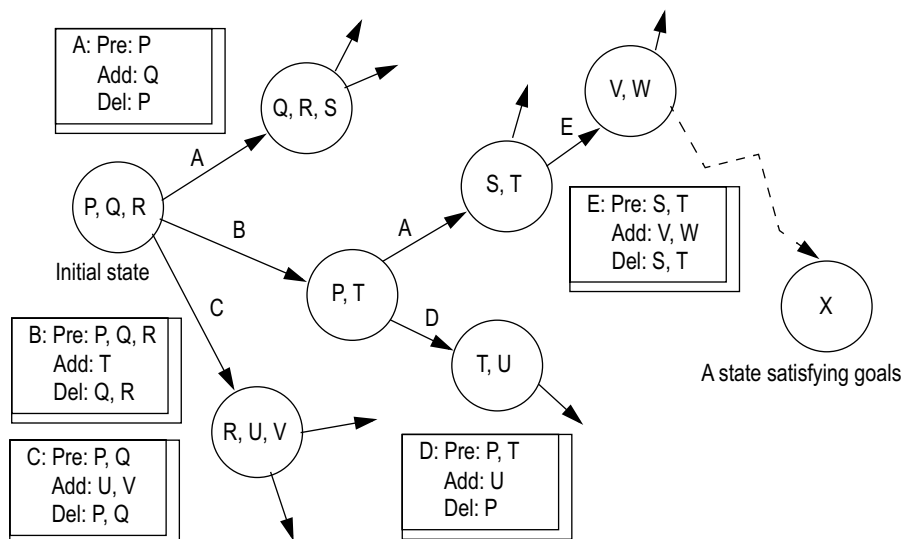 A: Pre: P
Add: Q
Del: P
Q, R, S
V, W
A
E
S, T
P, Q, R
Initial state
B
A
E: Pre: S, T
Add: V, W
Del: S, T
P, T
C
D
X
A state satisfying goals
B: Pre: P, Q, R
Add: T
Del: Q, R
T, U
R, U, V
C: Pre: P, Q
Add: U, V
Del: P, Q
D: Pre: P, T
Add: U
Del: P